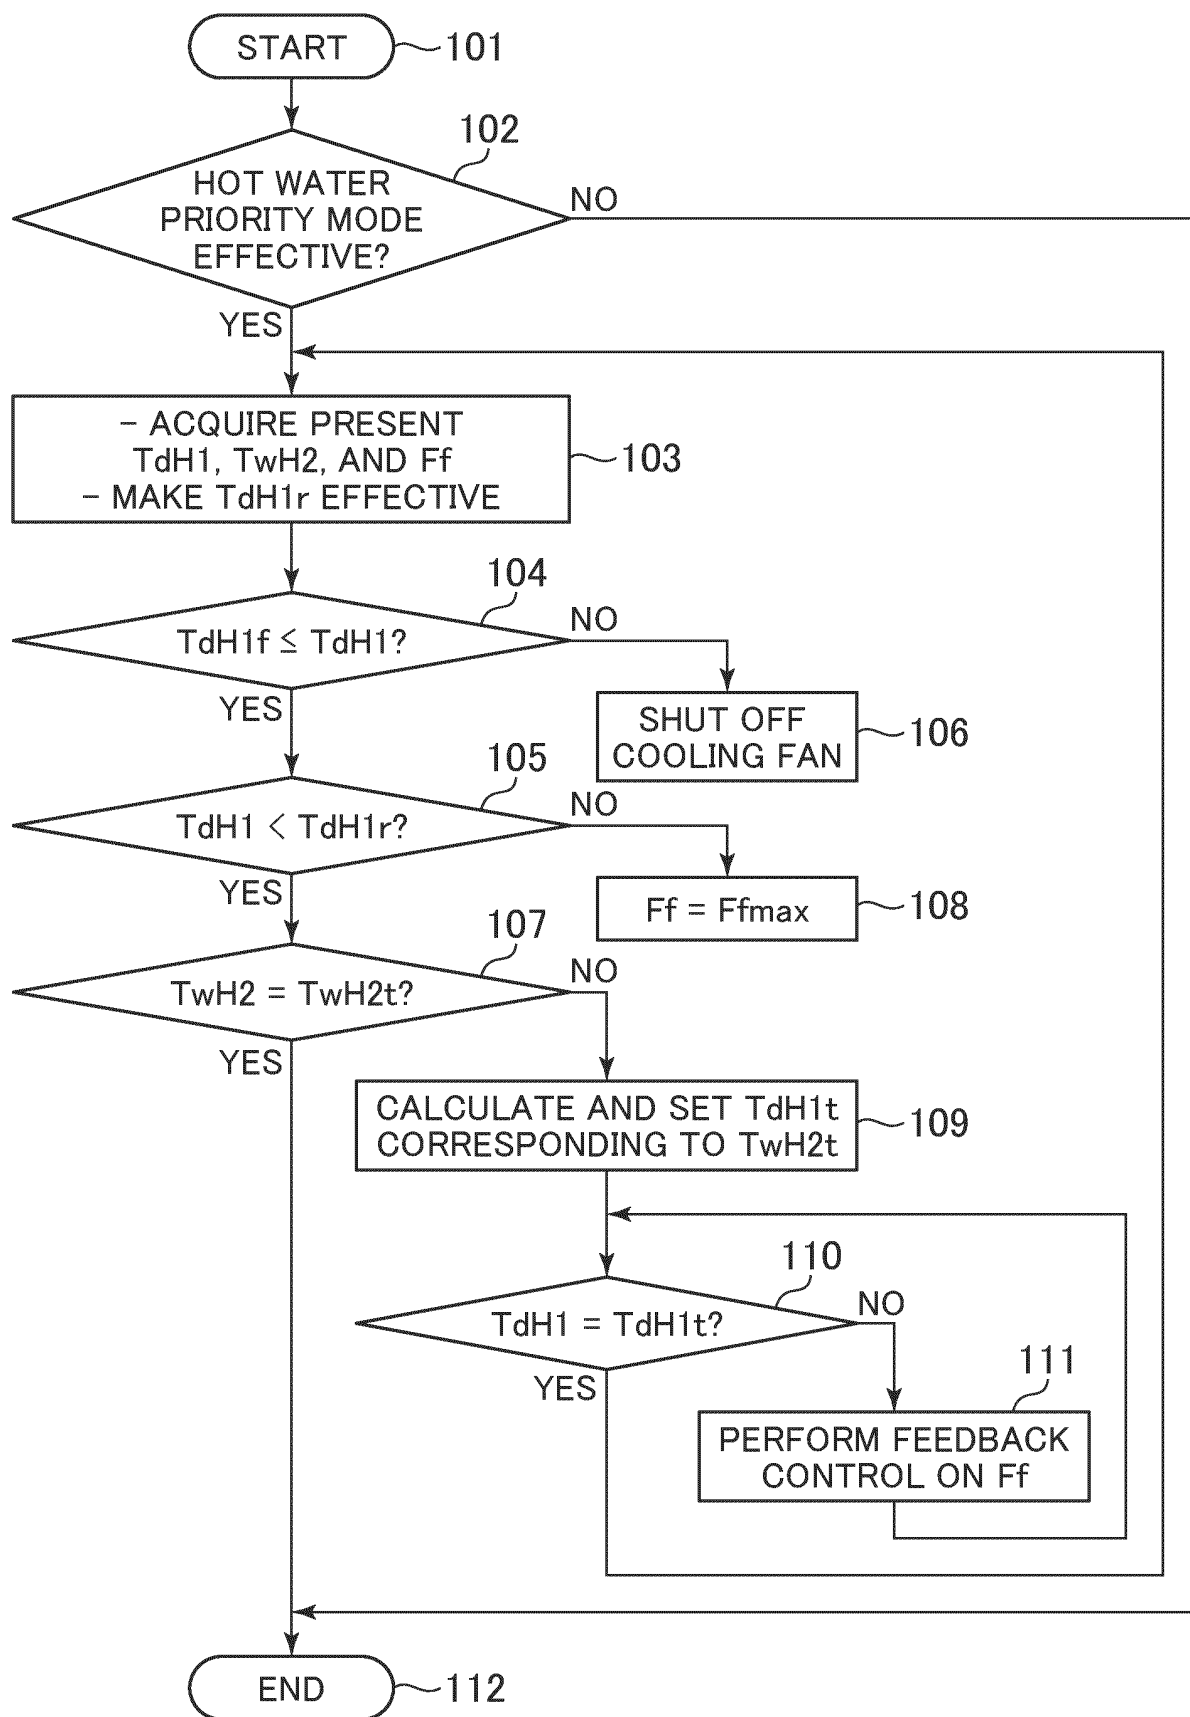 START
101
102
HOT WATER
PRIORITY MODE
EFFECTIVE?
NO
YES
- ACQUIRE PRESENT
TdH1, TwH2, AND Ff
- MAKE TdH1r EFFECTIVE
103
104
TdH1f ≤ TdH1?
NO
YES
SHUT OFF
COOLING FAN
106
105
TdH1 < TdH1r?
NO
YES
Ff = Ffmax
108
107
TwH2 = TwH2t?
NO
YES
CALCULATE AND SET TdH1t
CORRESPONDING TO TwH2t
109
110
TdH1 = TdH1t?
NO
YES
111
PERFORM FEEDBACK
CONTROL ON Ff
END
112